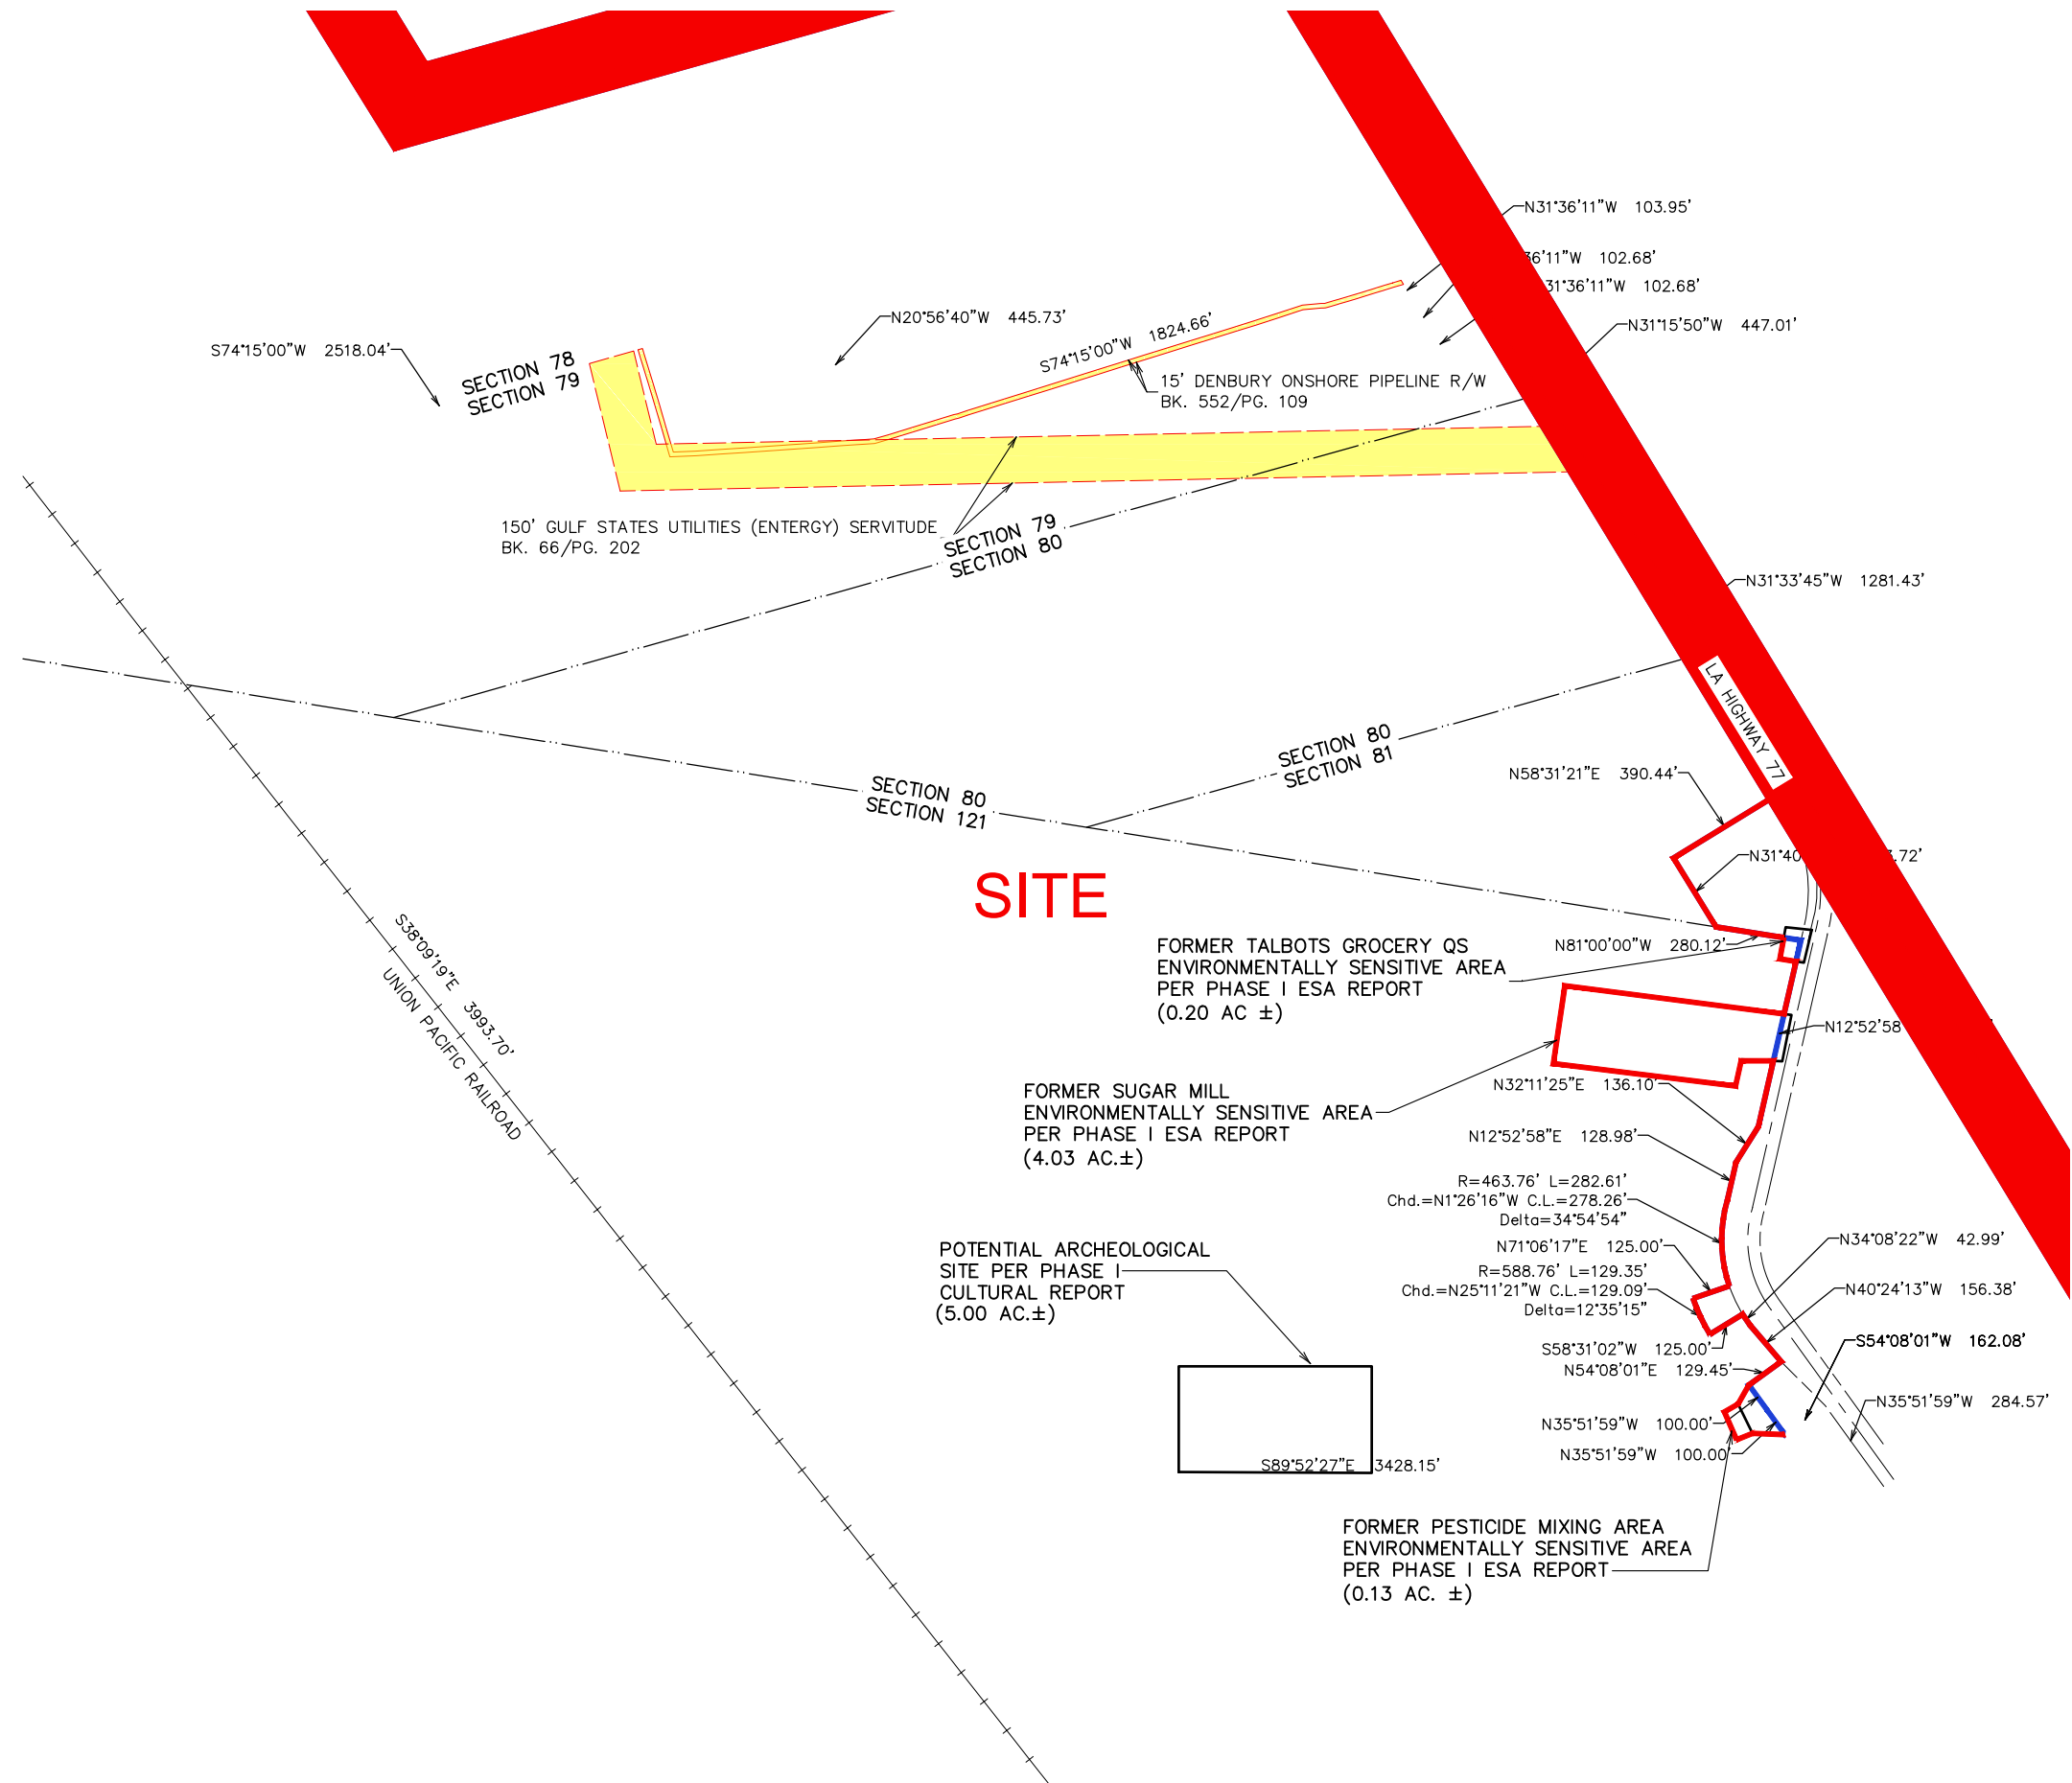 N31°36'11"W 103.95'
36'11"W 102.68'
31°36'11"W 102.68'
N31°15'50"W 447.01'
N20°56'40"W 445.73'
S74°15'00"W 2518.04'
S74°15'00"W 1824.66'
SECTION 78
SECTION 79
15' DENBURY ONSHORE PIPELINE R/W
BK. 552/PG. 109
150' GULF STATES UTILITIES (ENTERGY) SERVITUDE
BK. 66/PG. 202
SECTION 79
SECTION 80
N31°33'45"W 1281.43'
LA HIGHWAY 77
SECTION 80
SECTION 81
N58°31'21"E 390.44'
SECTION 80
SECTION 121
N31°40 .72'
SITE
FORMER TALBOTS GROCERY QS
ENVIRONMENTALLY SENSITIVE AREA
PER PHASE I ESA REPORT
(0.20 AC ±)
N81°00'00"W 280.12'
S38°09'19"E 3993.70'
UNION PACIFIC RAILROAD
N12°52'58
FORMER SUGAR MILL
ENVIRONMENTALLY SENSITIVE AREA
PER PHASE I ESA REPORT
(4.03 AC.±)
N32°11'25"E 136.10'
N12°52'58"E 128.98'
R=463.76' L=282.61'
Chd.=N1°26'16"W C.L.=278.26'
Delta=34°54'54"
N71°06'17"E 125.00'
R=588.76' L=129.35'
Chd.=N25°11'21"W C.L.=129.09'
Delta=12°35'15"
N34°08'22"W 42.99'
N40°24'13"W 156.38'
POTENTIAL ARCHEOLOGICAL
SITE PER PHASE I
CULTURAL REPORT
(5.00 AC.±)
S54°08'01"W 162.08'
S58°31'02"W 125.00'
N54°08'01"E 129.45'
N35°51'59"W 284.57'
N35°51'59"W 100.00'
N35°51'59"W 100.00'
S89°52'27"E 3428.15'
FORMER PESTICIDE MIXING AREA
ENVIRONMENTALLY SENSITIVE AREA
PER PHASE I ESA REPORT
(0.13 AC. ±)